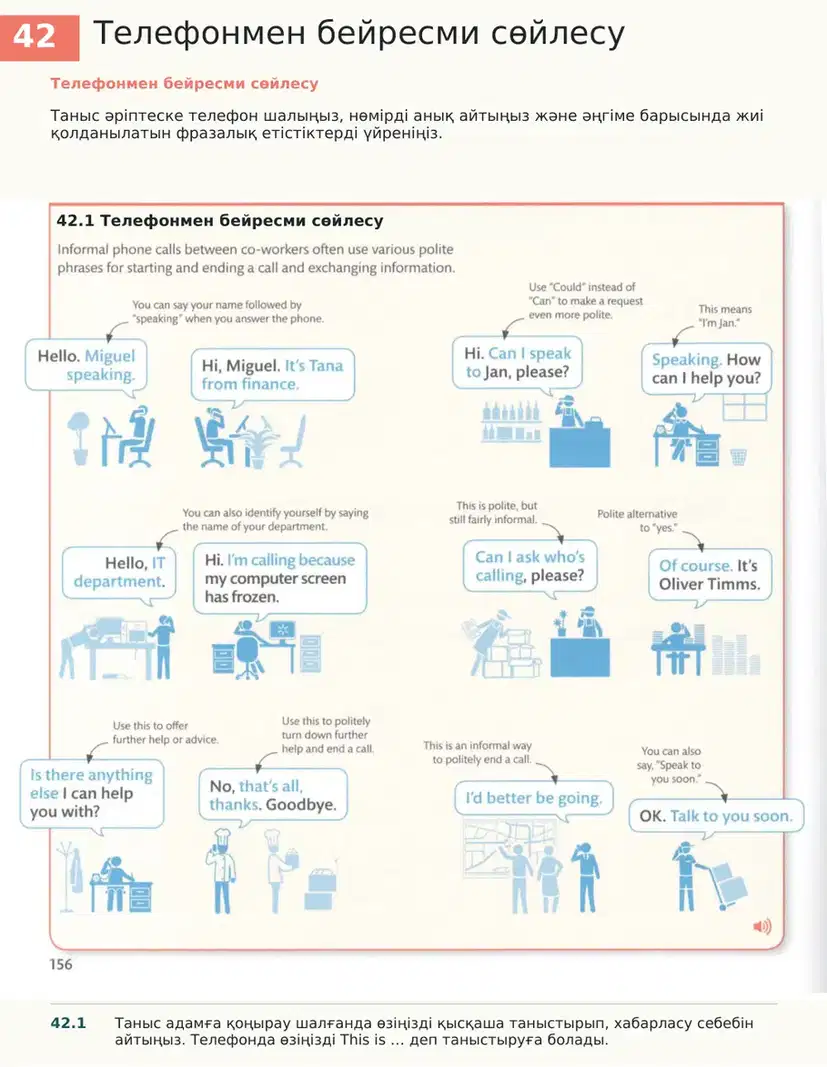 42
Телефонмен бейресми сөйлесу
Телефонмен бейресми сөйлесу
Таныс әріптеске телефон шалыңыз, нөмірді анық айтыңыз және әңгіме барысында жиі
қолданылатын фразалық етістіктерді үйреніңіз.
42.1 Телефонмен бейресми сөйлесу
Informal phone calls between co-workers often use various polite
phrases for starting and ending a call and exchanging information.
You can say your name followed by
"speaking" when you answer the phone.
Hello. Miguel
speaking.
Hi, Miguel. It's Tana
from finance.
Use "Could" instead of
"Can" to make a request
even more polite.
Hi. Can I speak
to Jan, please?
This means
"I'm Jan."
Speaking. How
can I help you?
You can also identify yourself by saying
the name of your department.
Hello, IT
department.
Hi. I'm calling because
my computer screen
has frozen.
This is polite, but
still fairly informal.
Can I ask who's
calling, please?
Polite alternative
to "yes."
Of course. It's
Oliver Timms.
Use this to offer
further help or advice.
Is there anything
else I can help
you with?
Use this to politely
turn down further
help and end a call.
No, that's all,
thanks. Goodbye.
This is an informal way
to politely end a call.
I'd better be going.
You can also
say, "Speak to
you soon."
OK. Talk to you soon.
156
42.1 Таныс адамға қоңырау шалғанда өзіңізді қысқаша таныстырып, хабарласу себебін
айтыңыз. Телефонда өзіңізді This is ... деп таныстыруға болады.